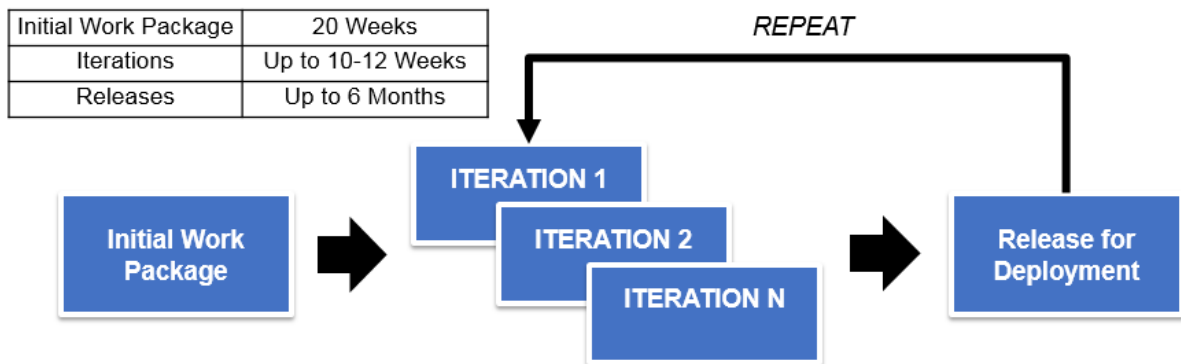 Initial Work Package 20 Weeks
Iterations Up to 10-12 Weeks
Releases Up to 6 Months
REPEAT
Initial Work
Package
ITERATION 1
ITERATION 2
ITERATION N
Release for
Deployment